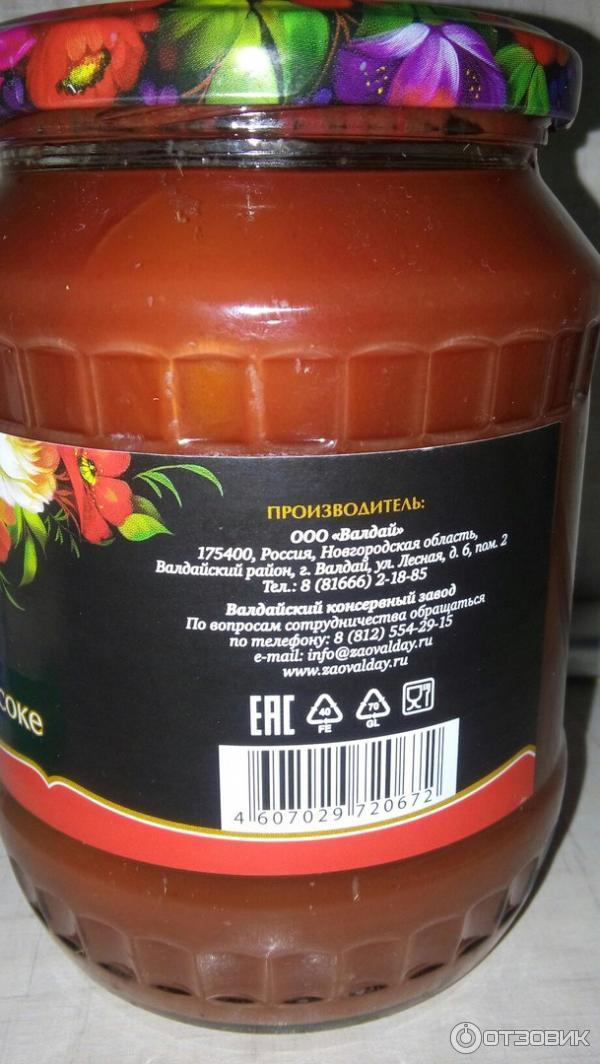 ПРОИЗВОДИТЕЛЬ:
ООО «Валдай»
175400, Россия, Новгородская область,
Валдайский район, г. Валдай, ул. Лесная, д. 6, пом. 2
Тел.: 8 (81666) 2-18-85
Валдайский консервный завод
По вопросам сотрудничества обращаться
по телефону: 8 (812) 554-29-15
e-mail: info@zaovalday.ru
www.zaovalday.ru
соке
EAC 40 FE 70 GL
4 607029 720672
ОТЗОВИК